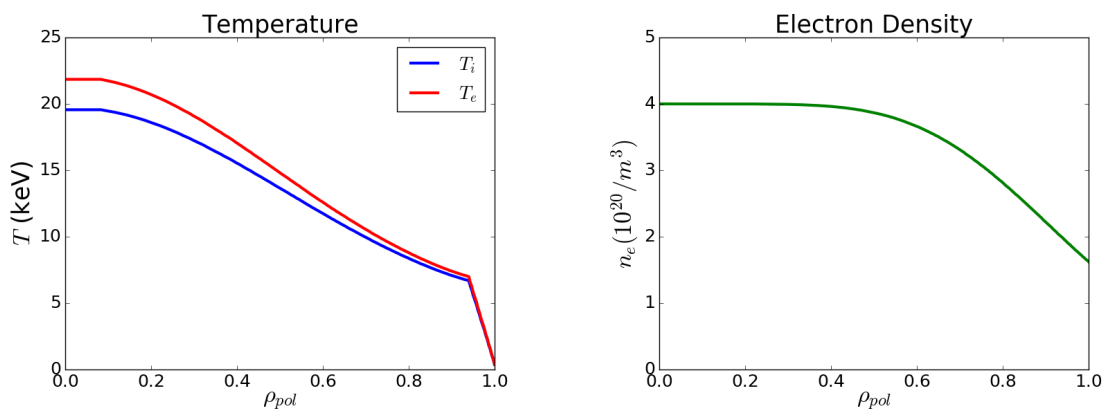 Temperature
25
20
15
10
5
0
T (keV)
T_i
T_e
0.0 0.2 0.4 0.6 0.8 1.0
ρ_pol
Electron Density
5
4
3
2
1
0
n_e(10^20/m^3)
0.0 0.2 0.4 0.6 0.8 1.0
ρ_pol